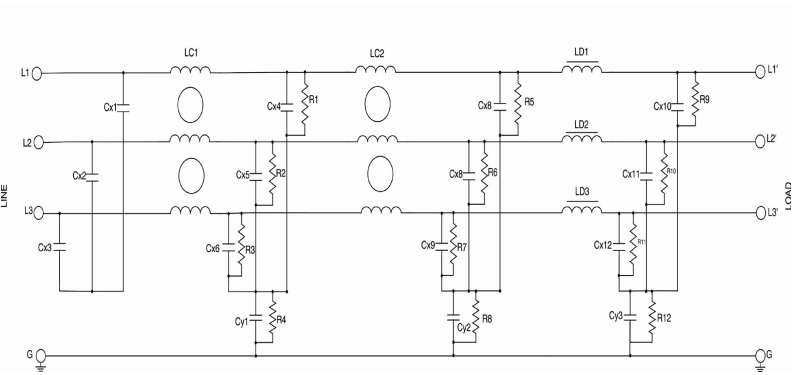 LC1 LC2 LD1
L1 L1'
Cx1 Cx4 R1 Cx8 R5 Cx10 R9
LD2
L2 L2'
Cx2 Cx5 R2 Cx8 R6 Cx11 R10
LINE LOAD
LD3
L3 L3'
Cx3 Cx6 R3 Cx9 R7 Cx12 R11
Cy1 R4 Cy2 R8 Cy3 R12
G G